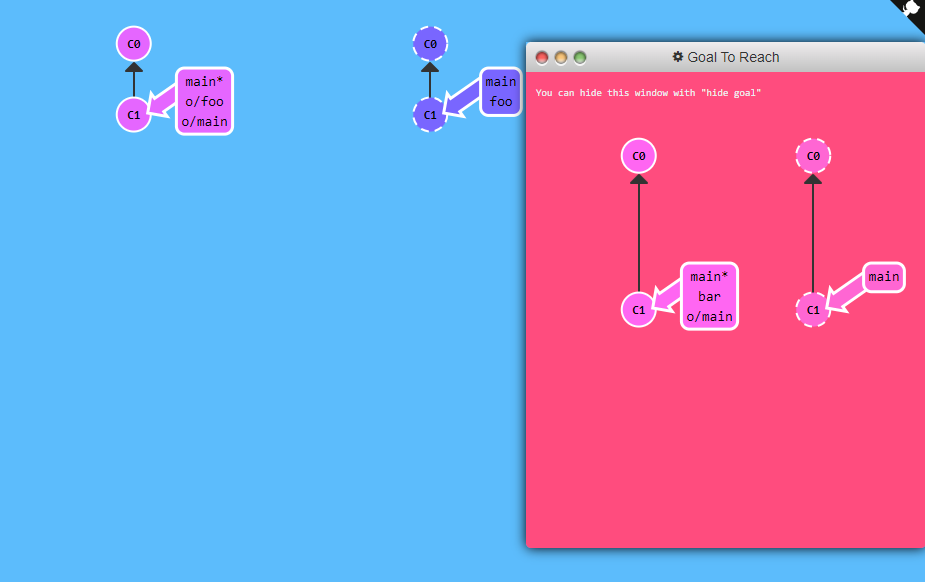 C0
C1
main*
o/foo
o/main
C0
C1
main
foo
Goal To Reach
You can hide this window with "hide goal"
C0
C1
main*
bar
o/main
C0
C1
main